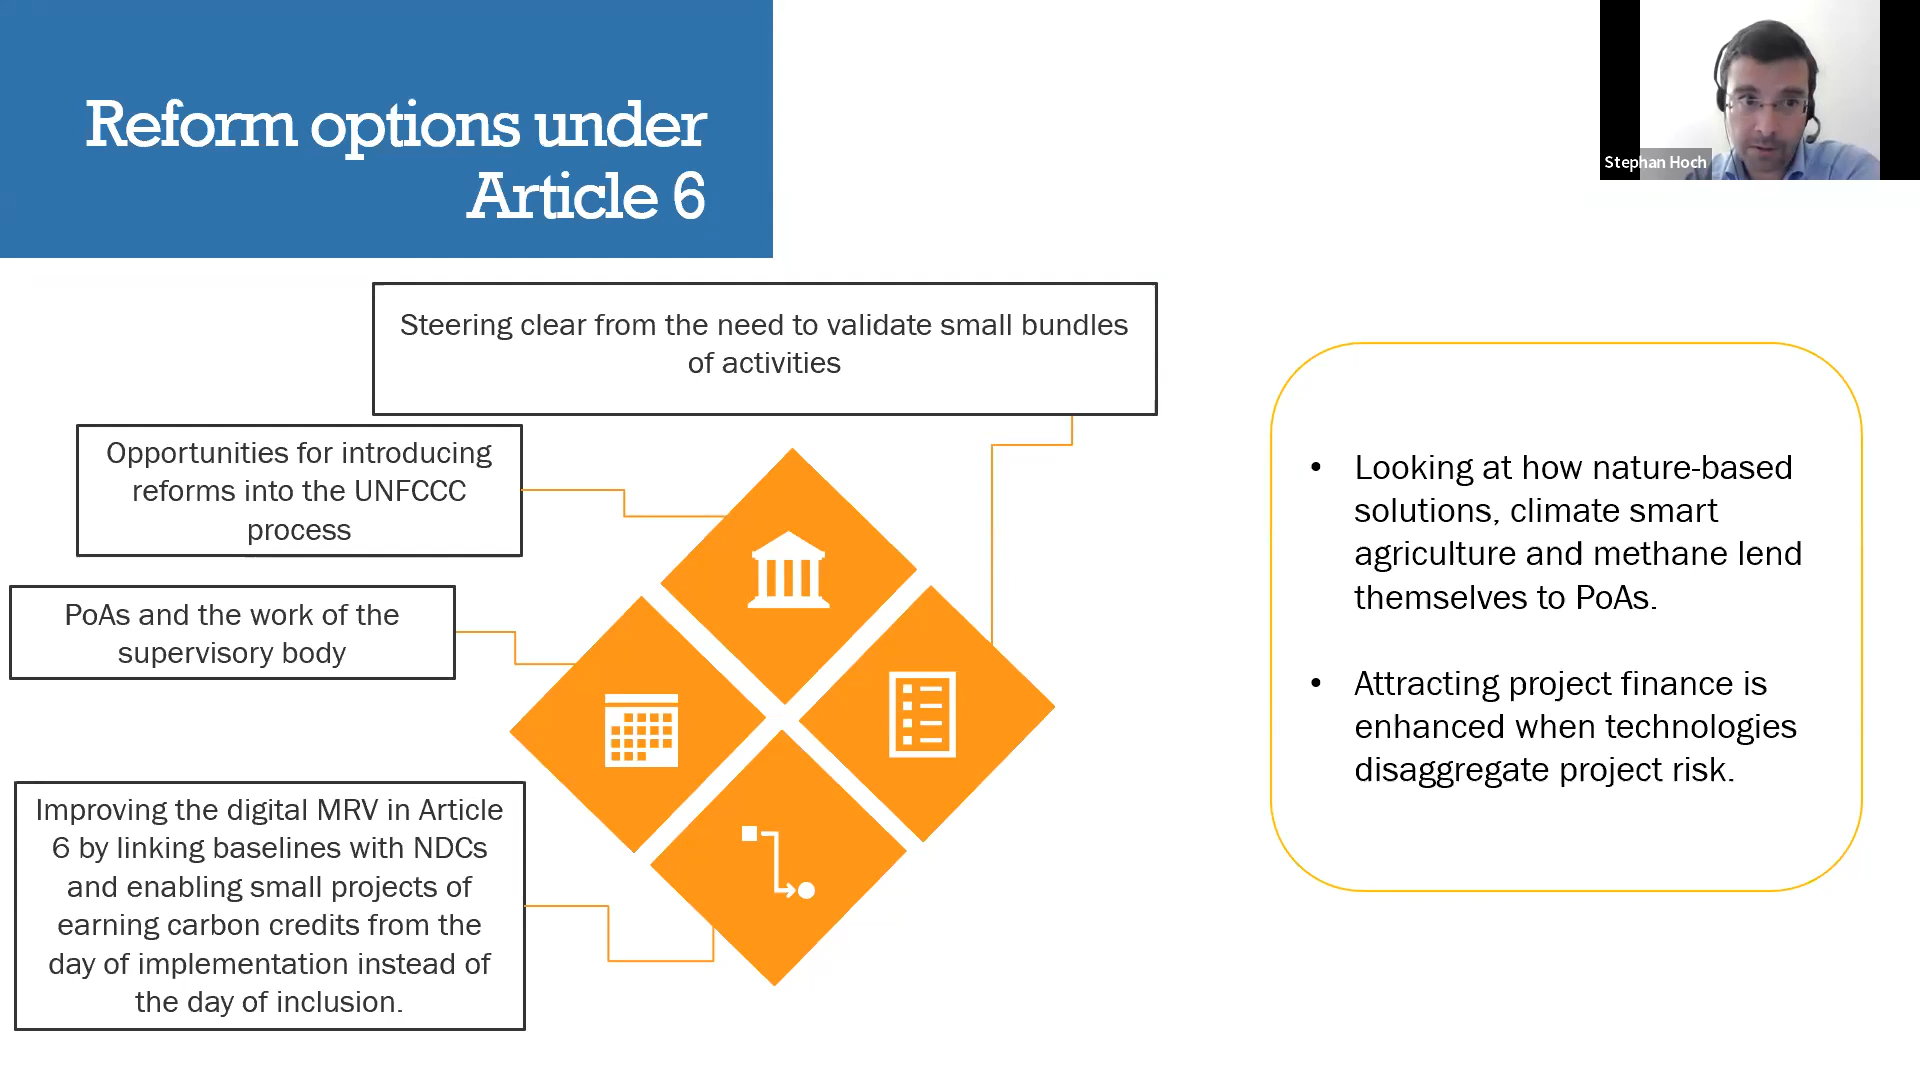 Reform options under
Article 6
Stephan Hoch
Steering clear from the need to validate small bundles
of activities
Opportunities for introducing
reforms into the UNFCCC
process
PoAs and the work of the
supervisory body
Improving the digital MRV in Article
6 by linking baselines with NDCs
and enabling small projects of
earning carbon credits from the
day of implementation instead of
the day of inclusion.
• Looking at how nature-based
solutions, climate smart
agriculture and methane lend
themselves to PoAs.
• Attracting project finance is
enhanced when technologies
disaggregate project risk.